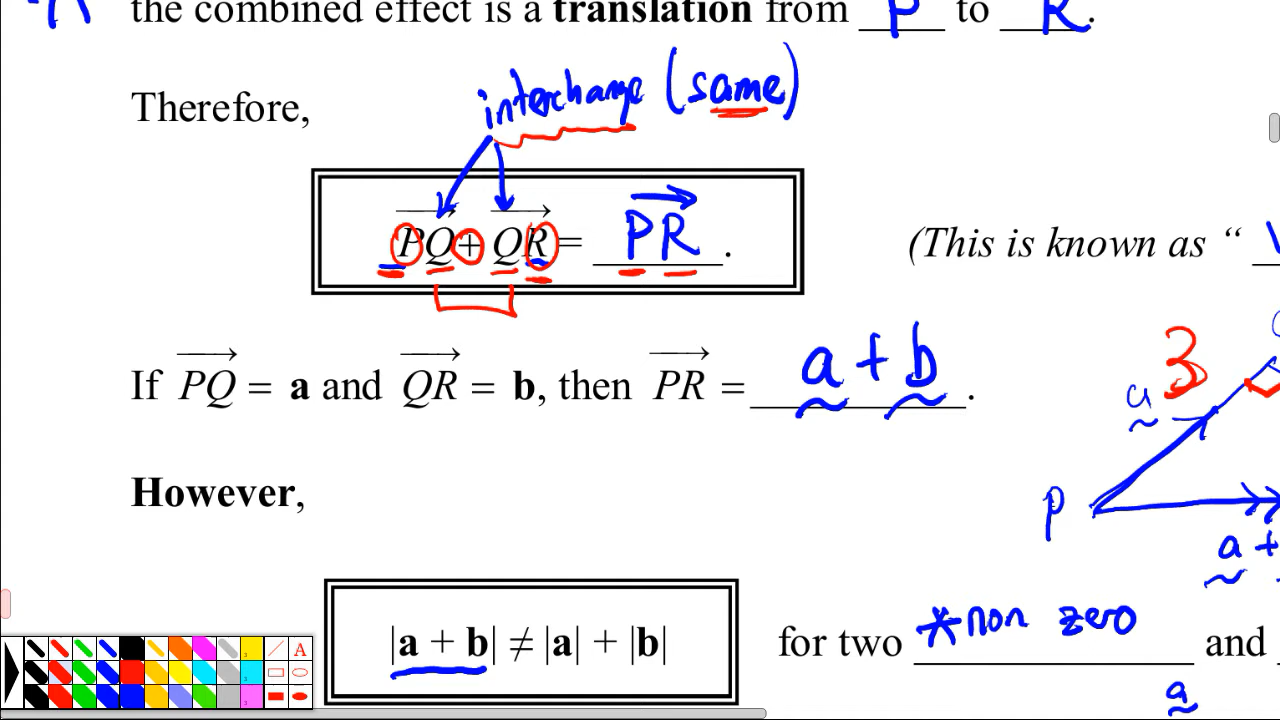 the combined effect is a translation from P to R.
Therefore,
interchange (same)
PQ + QR = PR.
(This is known as “
If PQ = a and QR = b, then PR = a + b.
3
a
P
a +
However,
|a + b| ≠ |a| + |b|
for two *non zero and
a